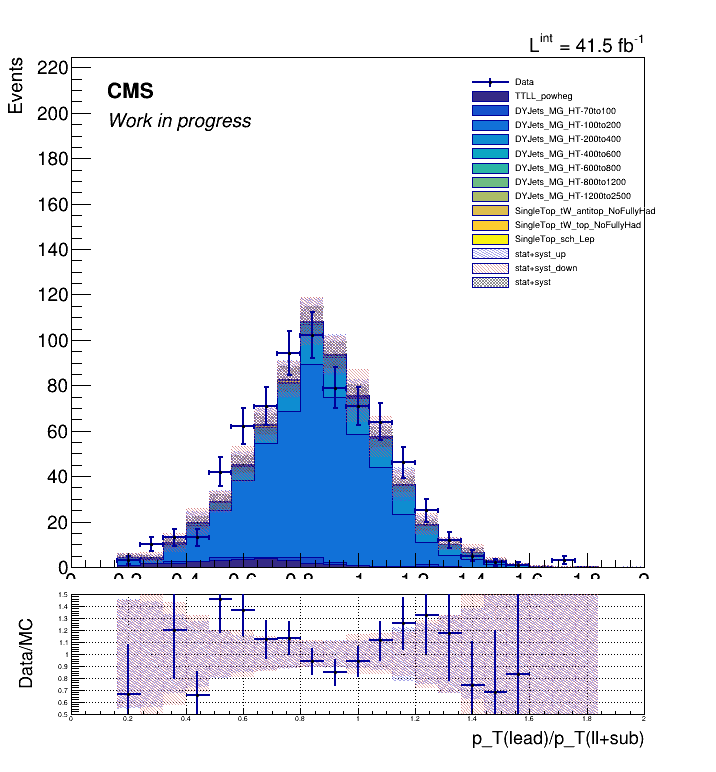 L^int = 41.5 fb^-1
Events
220
200
180
160
140
120
100
80
60
40
20
0
CMS
Work in progress
Data
TTLL_powheg
DYJets_MG_HT-70to100
DYJets_MG_HT-100to200
DYJets_MG_HT-200to400
DYJets_MG_HT-400to600
DYJets_MG_HT-600to800
DYJets_MG_HT-800to1200
DYJets_MG_HT-1200to2500
SingleTop_tW_antitop_NoFullyHad
SingleTop_tW_top_NoFullyHad
SingleTop_sch_Lep
stat+syst_up
stat+syst_down
stat+syst
0 0.2 0.4 0.6 0.8 1 1.2 1.4 1.6 1.8 2
Data/MC
1.5
1.4
1.3
1.2
1.1
1
0.9
0.8
0.7
0.6
0.5
0 0.2 0.4 0.6 0.8 1 1.2 1.4 1.6 1.8 2
p_T(lead)/p_T(ll+sub)